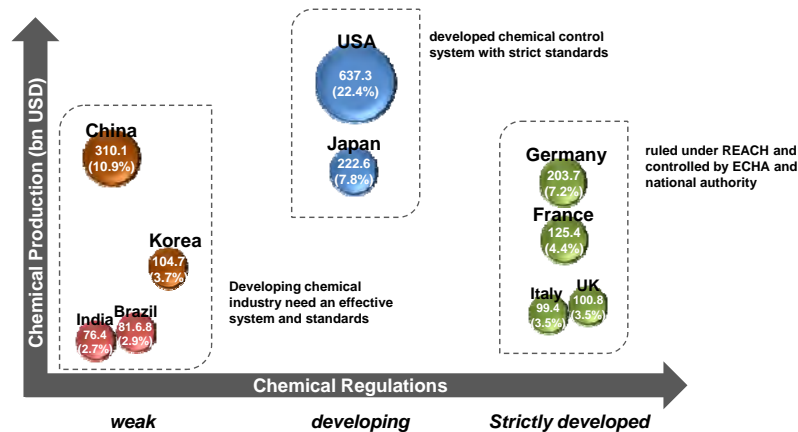 USA
637.3
(22.4%)
Japan
222.6
(7.8%)
developed chemical control
system with strict standards
China
310.1
(10.9%)
Korea
104.7
(3.7%)
India
76.4
(2.7%)
Brazil
81.6.8
(2.9%)
Developing chemical
industry need an effective
system and standards
Germany
203.7
(7.2%)
France
125.4
(4.4%)
Italy
99.4
(3.5%)
UK
100.8
(3.5%)
ruled under REACH and
controlled by ECHA and
national authority
Chemical Production (bn USD)
Chemical Regulations
weak
developing
Strictly developed